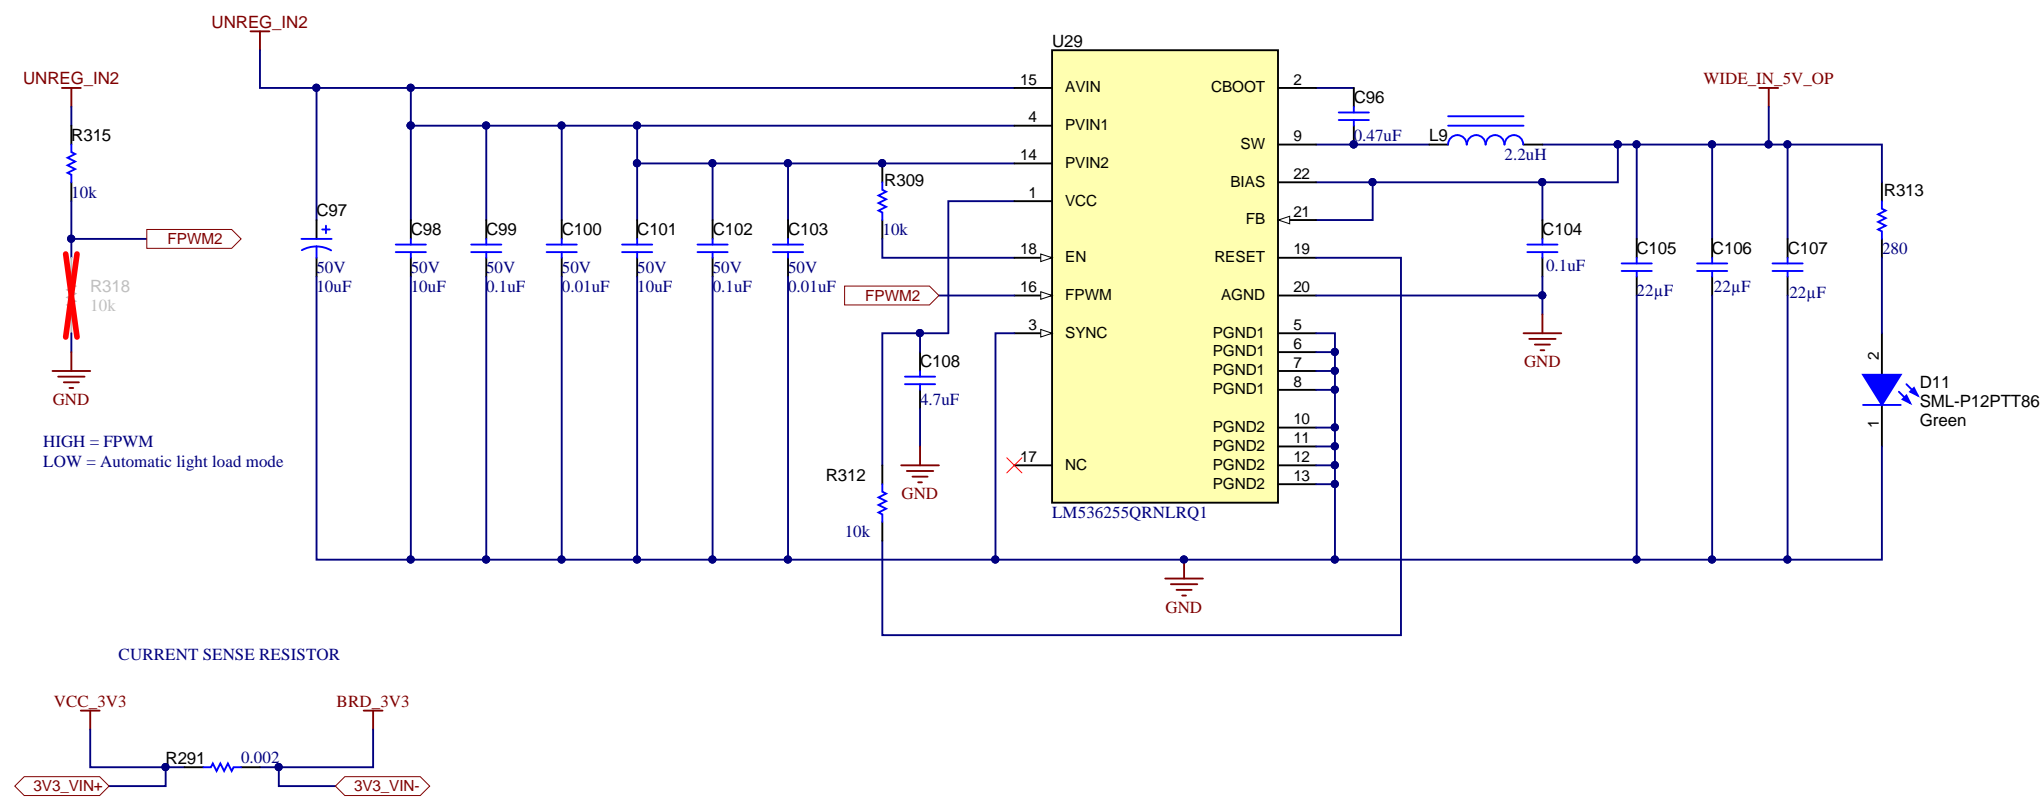 UNREG_IN2
UNREG_IN2
R315
10k
FPWM2
R318
10k
GND
HIGH = FPWM
LOW = Automatic light load mode
C97
+
50V
10uF
C98
50V
10uF
C99
50V
0.1uF
C100
50V
0.01uF
C101
50V
10uF
C102
50V
0.1uF
C103
50V
0.01uF
R309
10k
FPWM2
C108
4.7uF
GND
R312
10k
U29
15 AVIN
4 PVIN1
14 PVIN2
1 VCC
18 EN
16 FPWM
3 SYNC
17 NC
CBOOT 2
SW 9
BIAS 22
FB 21
RESET 19
AGND 20
PGND1 5
PGND1 6
PGND1 7
PGND1 8
PGND2 10
PGND2 11
PGND2 12
PGND2 13
LM536255QRNLRQ1
GND
C96
0.47uF
L9
2.2uH
C104
0.1uF
GND
WIDE_IN_5V_OP
C105
22µF
C106
22µF
C107
22µF
R313
280
2
1
D11
SML-P12PTT86
Green
CURRENT SENSE RESISTOR
VCC_3V3
BRD_3V3
R291
0.002
3V3_VIN+
3V3_VIN-